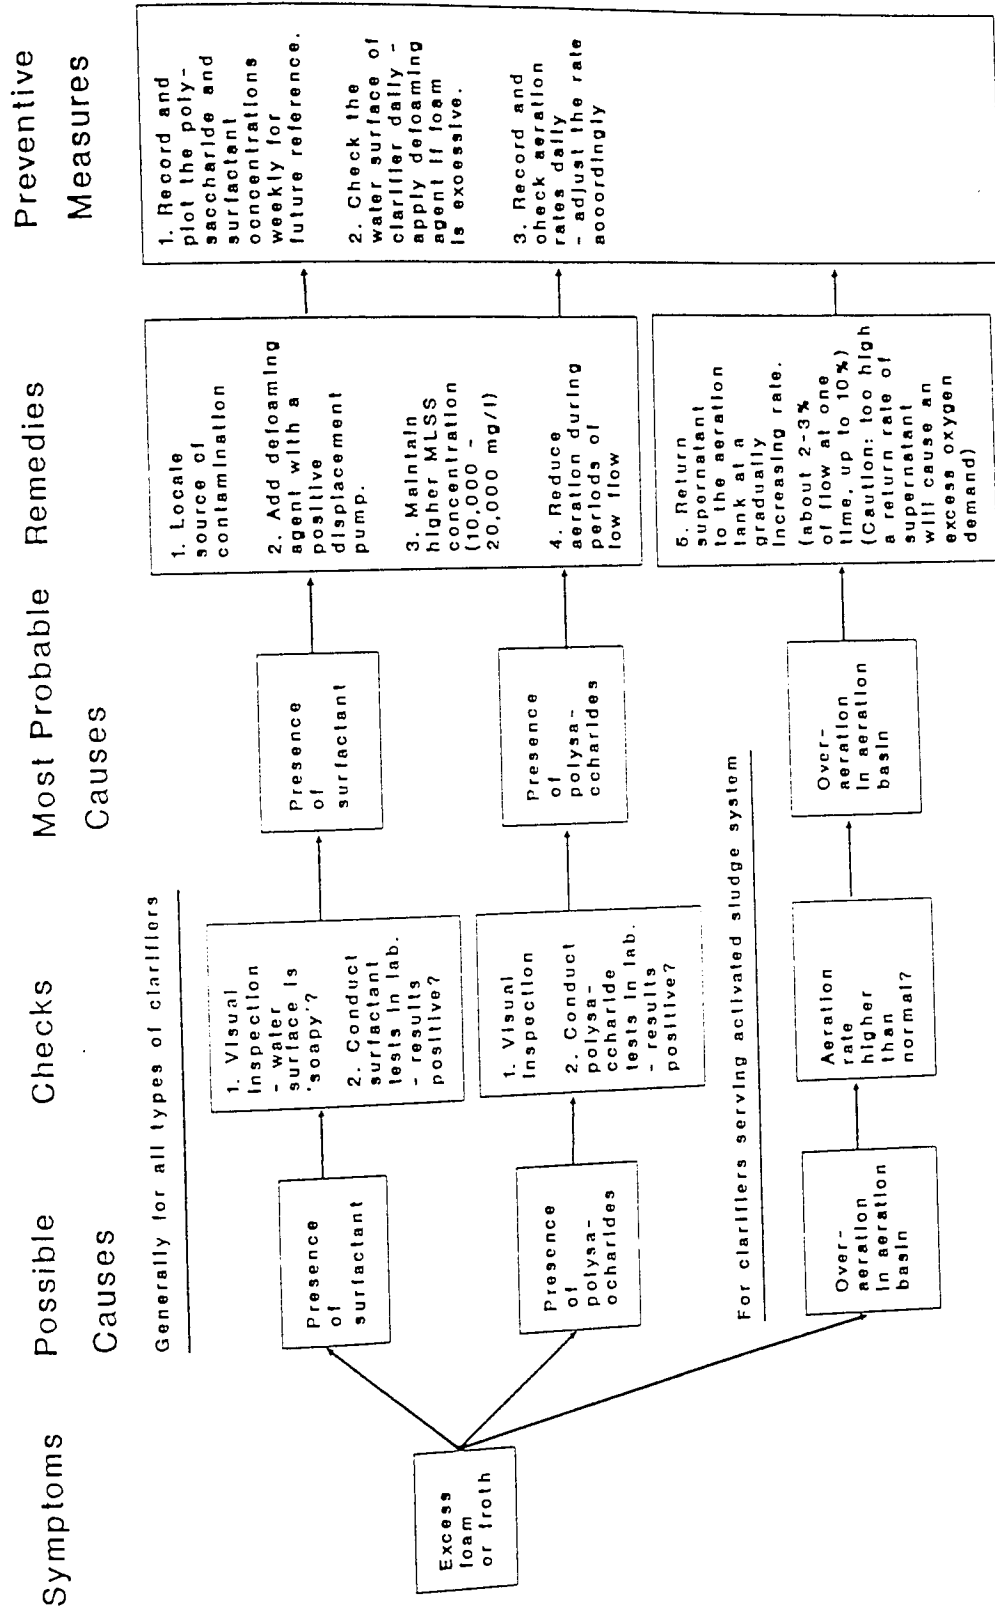 Symptoms
Possible
Causes
Checks
Most Probable
Causes
Remedies
Preventive
Measures
Generally for all types of clarifiers
Excess
foam
or froth
Presence
of
surfactant
1. Visual
inspection
- water
surface is
'soapy'?
2. Conduct
surfactant
tests in lab.
- results
positive?
Presence
of
surfactant
Presence
of
polysa-
ccharides
1. Visual
inspection
2. Conduct
polysa-
ccharide
tests in lab.
- results
positive?
Presence
of
polysa-
ccharides
1. Locate
source of
contamination
2. Add defoaming
agent with a
positive
displacement
pump.
3. Maintain
higher MLSS
concentration
(10,000 -
20,000 mg/l)
4. Reduce
aeration during
periods of
low flow
For clarifiers serving activated sludge system
Over-
aeration
in aeration
basin
Aeration
rate
higher
than
normal?
Over-
aeration
in aeration
basin
5. Return
supernatant
to the aeration
tank at a
gradually
increasing rate.
(about 2-3%
of flow at one
time, up to 10%)
(Caution: too high
a return rate of
supernatant
will cause an
excess oxygen
demand)
1. Record and
plot the poly-
saccharide and
surfactant
concentrations
weekly for
future reference.
2. Check the
water surface of
clarifier daily -
apply defoaming
agent if foam
is excessive.
3. Record and
check aeration
rates daily
- adjust the rate
accordingly